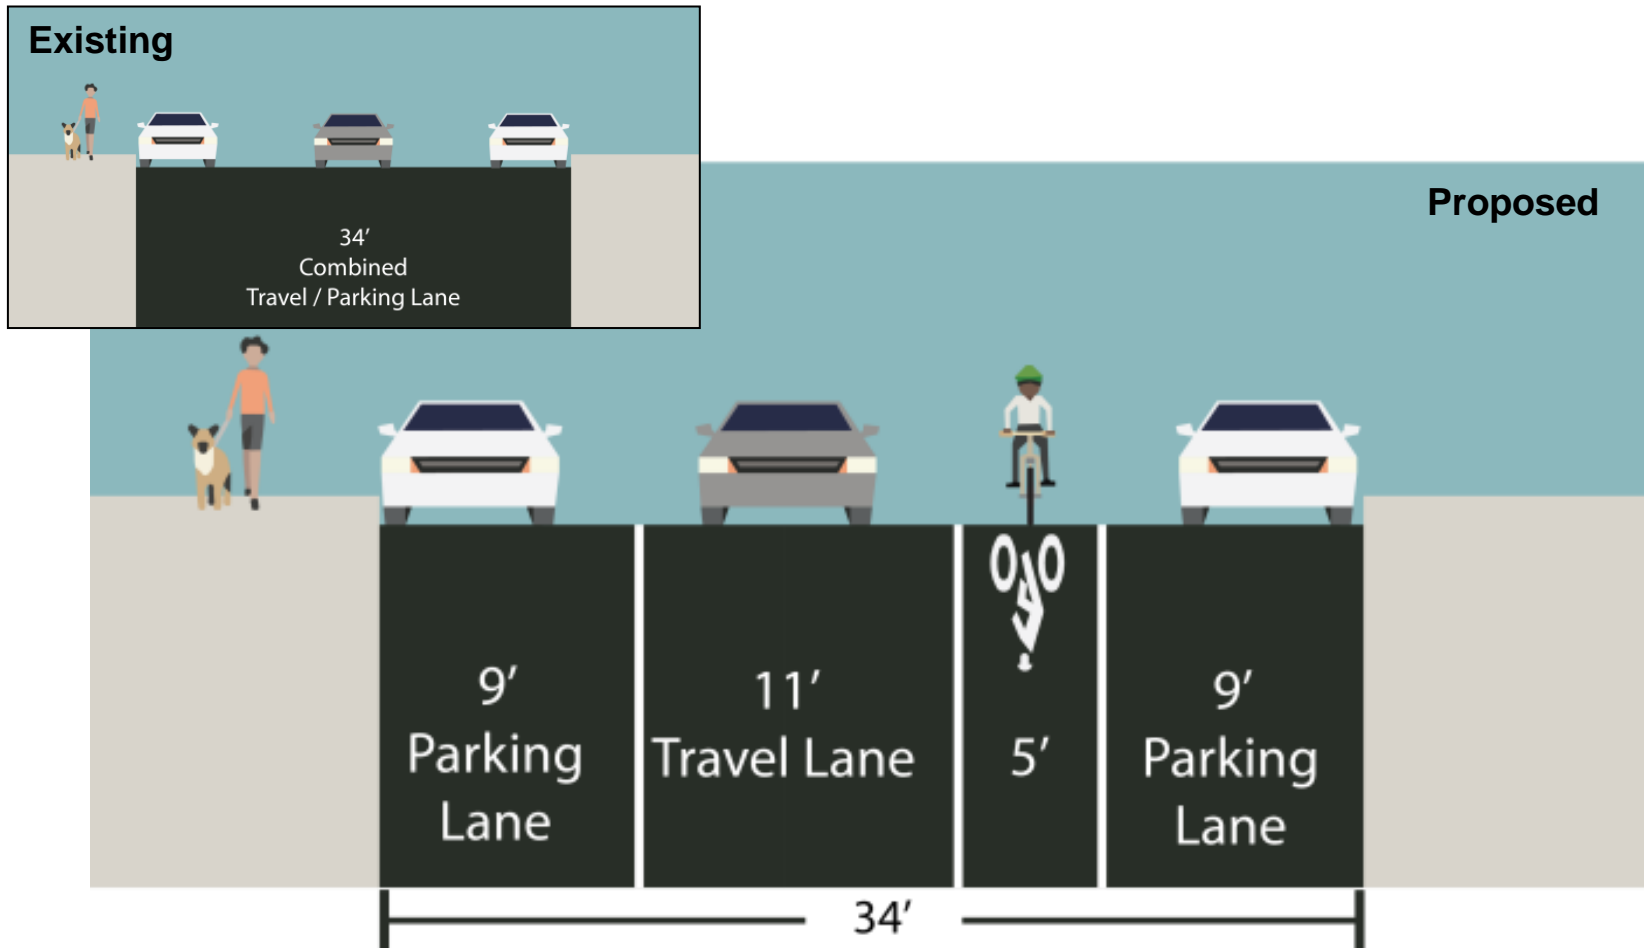 Existing
34′
Combined
Travel / Parking Lane
Proposed
9′
Parking
Lane
11′
Travel Lane
5′
9′
Parking
Lane
34′